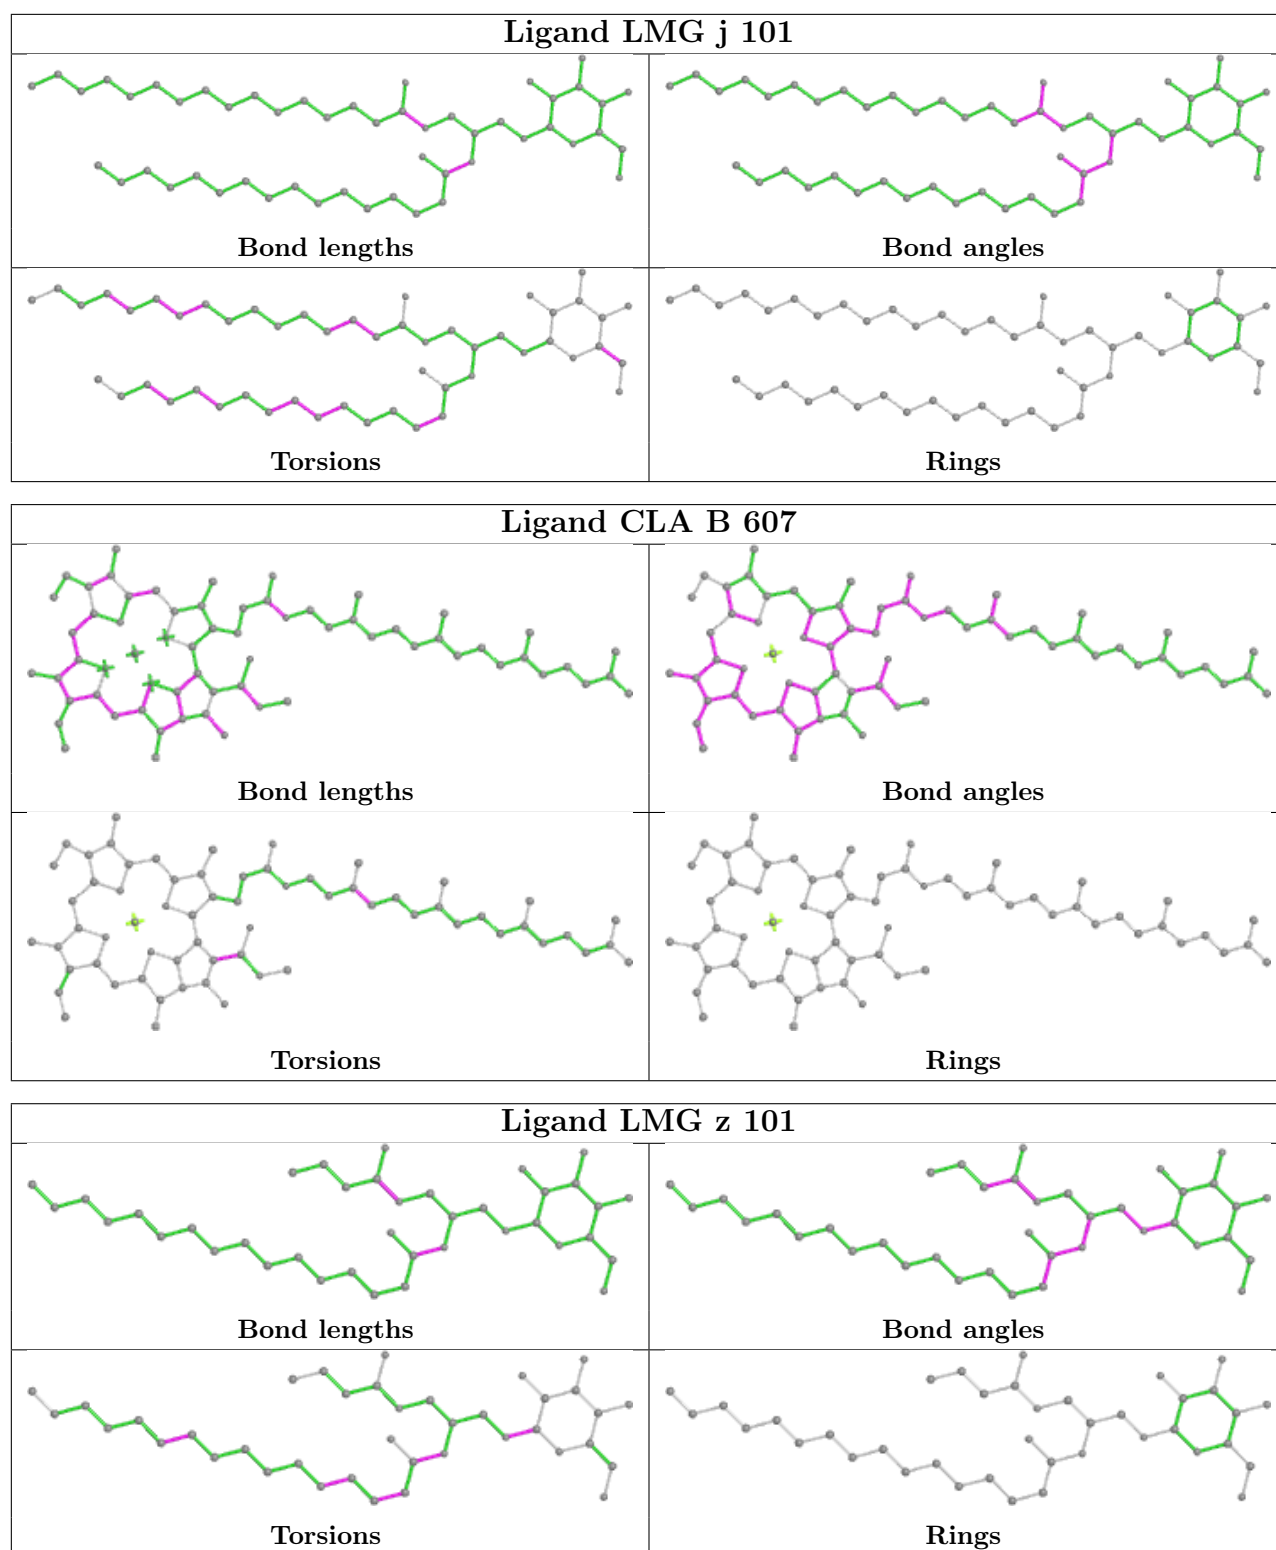 Ligand LMG j 101
Bond lengths
Bond angles
Torsions
Rings
Ligand CLA B 607
Bond lengths
Bond angles
Torsions
Rings
Ligand LMG z 101
Bond lengths
Bond angles
Torsions
Rings